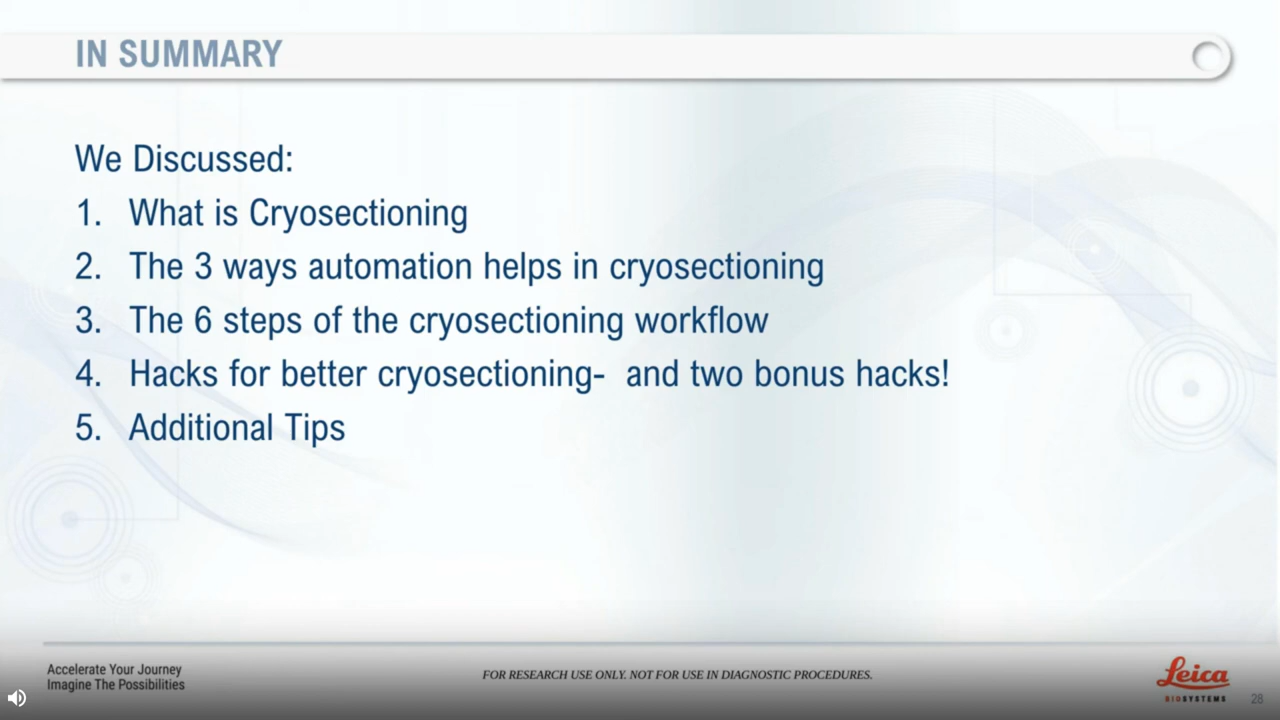 IN SUMMARY
We Discussed:
1. What is Cryosectioning
2. The 3 ways automation helps in cryosectioning
3. The 6 steps of the cryosectioning workflow
4. Hacks for better cryosectioning- and two bonus hacks!
5. Additional Tips
Accelerate Your Journey
Imagine The Possibilities
FOR RESEARCH USE ONLY. NOT FOR USE IN DIAGNOSTIC PROCEDURES.
Leica
BIOSYSTEMS
28